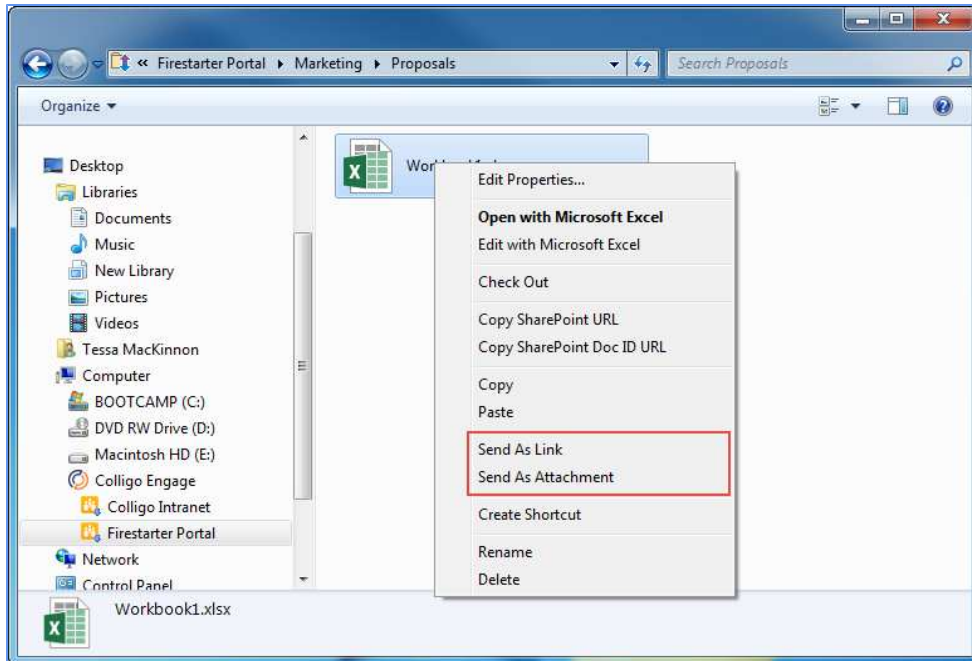 « Firestarter Portal Marketing Proposals
Search Proposals
Organize
Desktop
Libraries
Documents
Music
New Library
Pictures
Videos
Tessa MacKinnon
Computer
BOOTCAMP (C:)
DVD RW Drive (D:)
Macintosh HD (E:)
Colligo Engage
Colligo Intranet
Firestarter Portal
Network
Control Panel
Edit Properties...
Open with Microsoft Excel
Edit with Microsoft Excel
Check Out
Copy SharePoint URL
Copy SharePoint Doc ID URL
Copy
Paste
Send As Link
Send As Attachment
Create Shortcut
Rename
Delete
Workbook1.xlsx